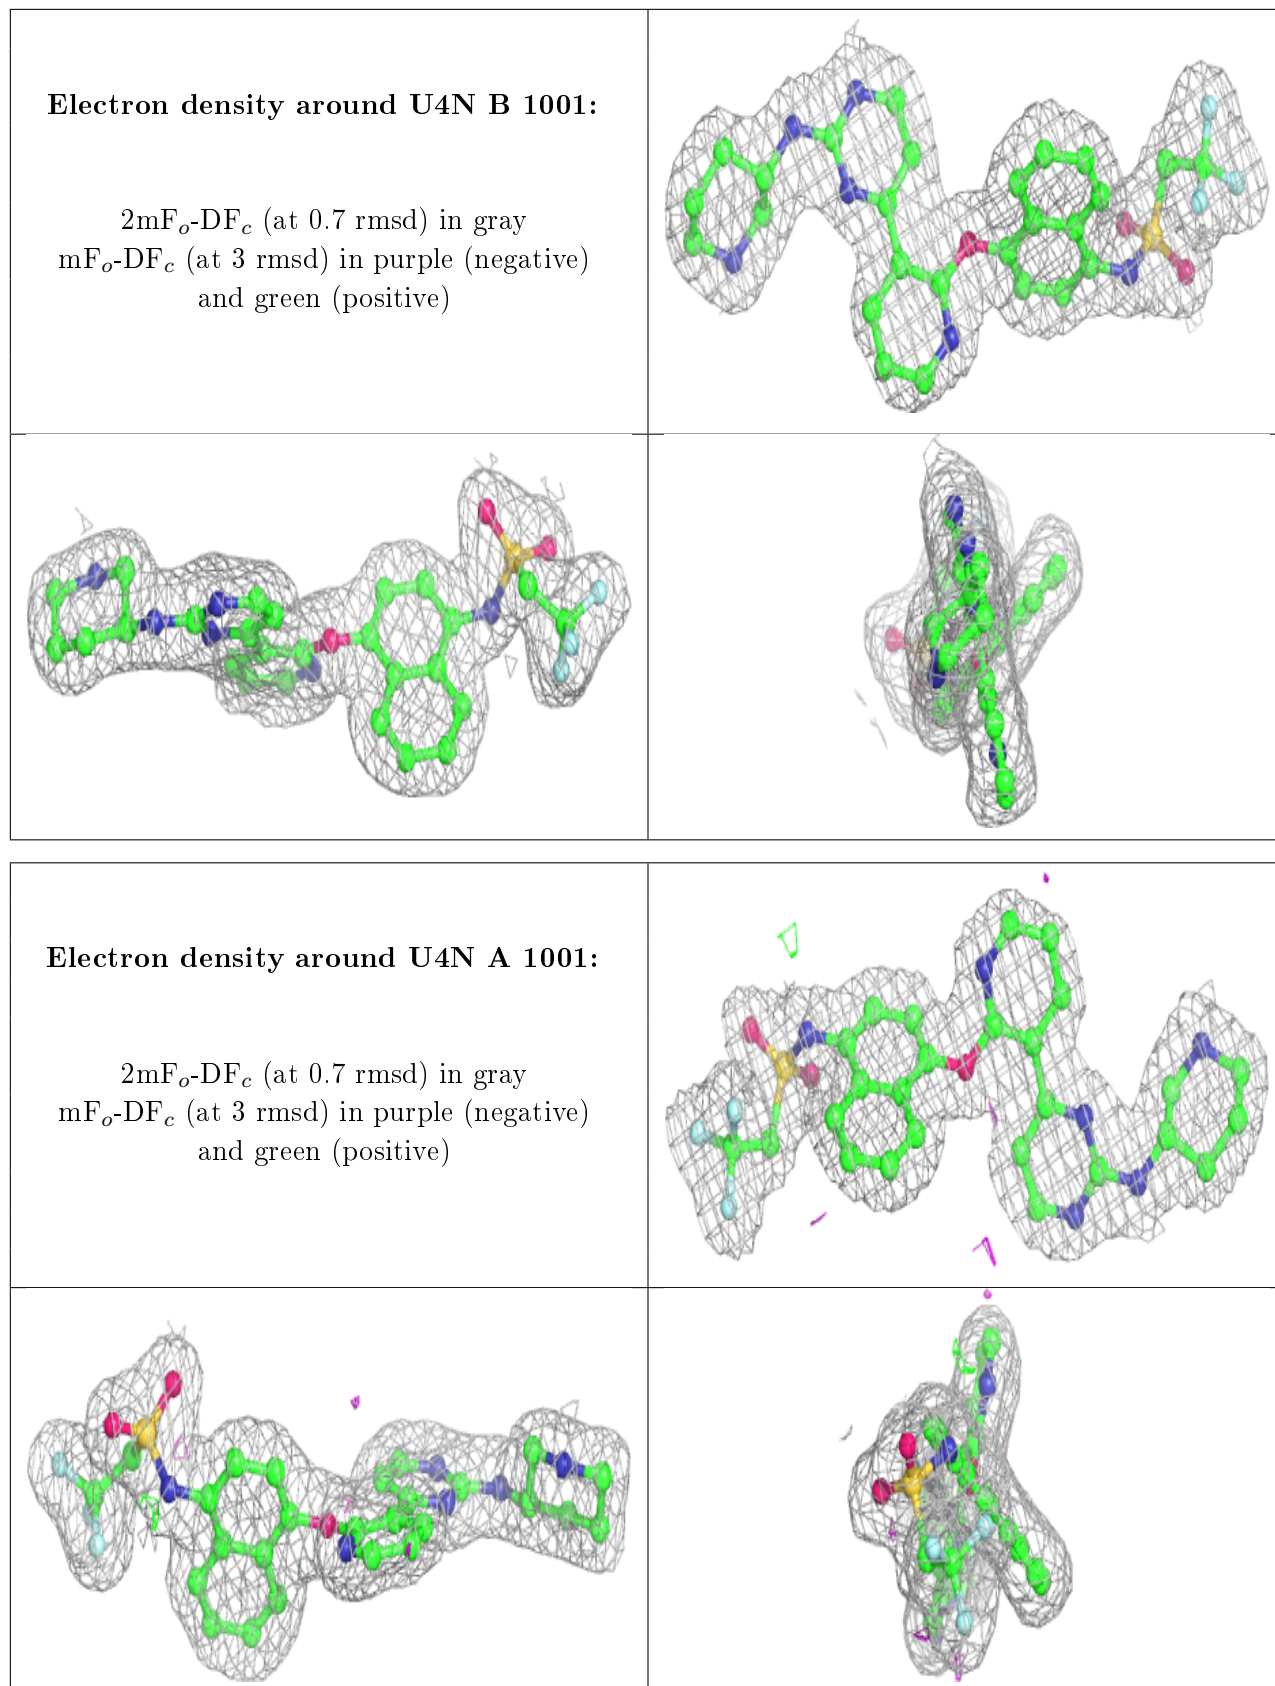 Electron density around U4N B 1001:
2mFₒ-DF𝒸 (at 0.7 rmsd) in gray
mFₒ-DF𝒸 (at 3 rmsd) in purple (negative)
and green (positive)
Electron density around U4N A 1001:
2mFₒ-DF𝒸 (at 0.7 rmsd) in gray
mFₒ-DF𝒸 (at 3 rmsd) in purple (negative)
and green (positive)